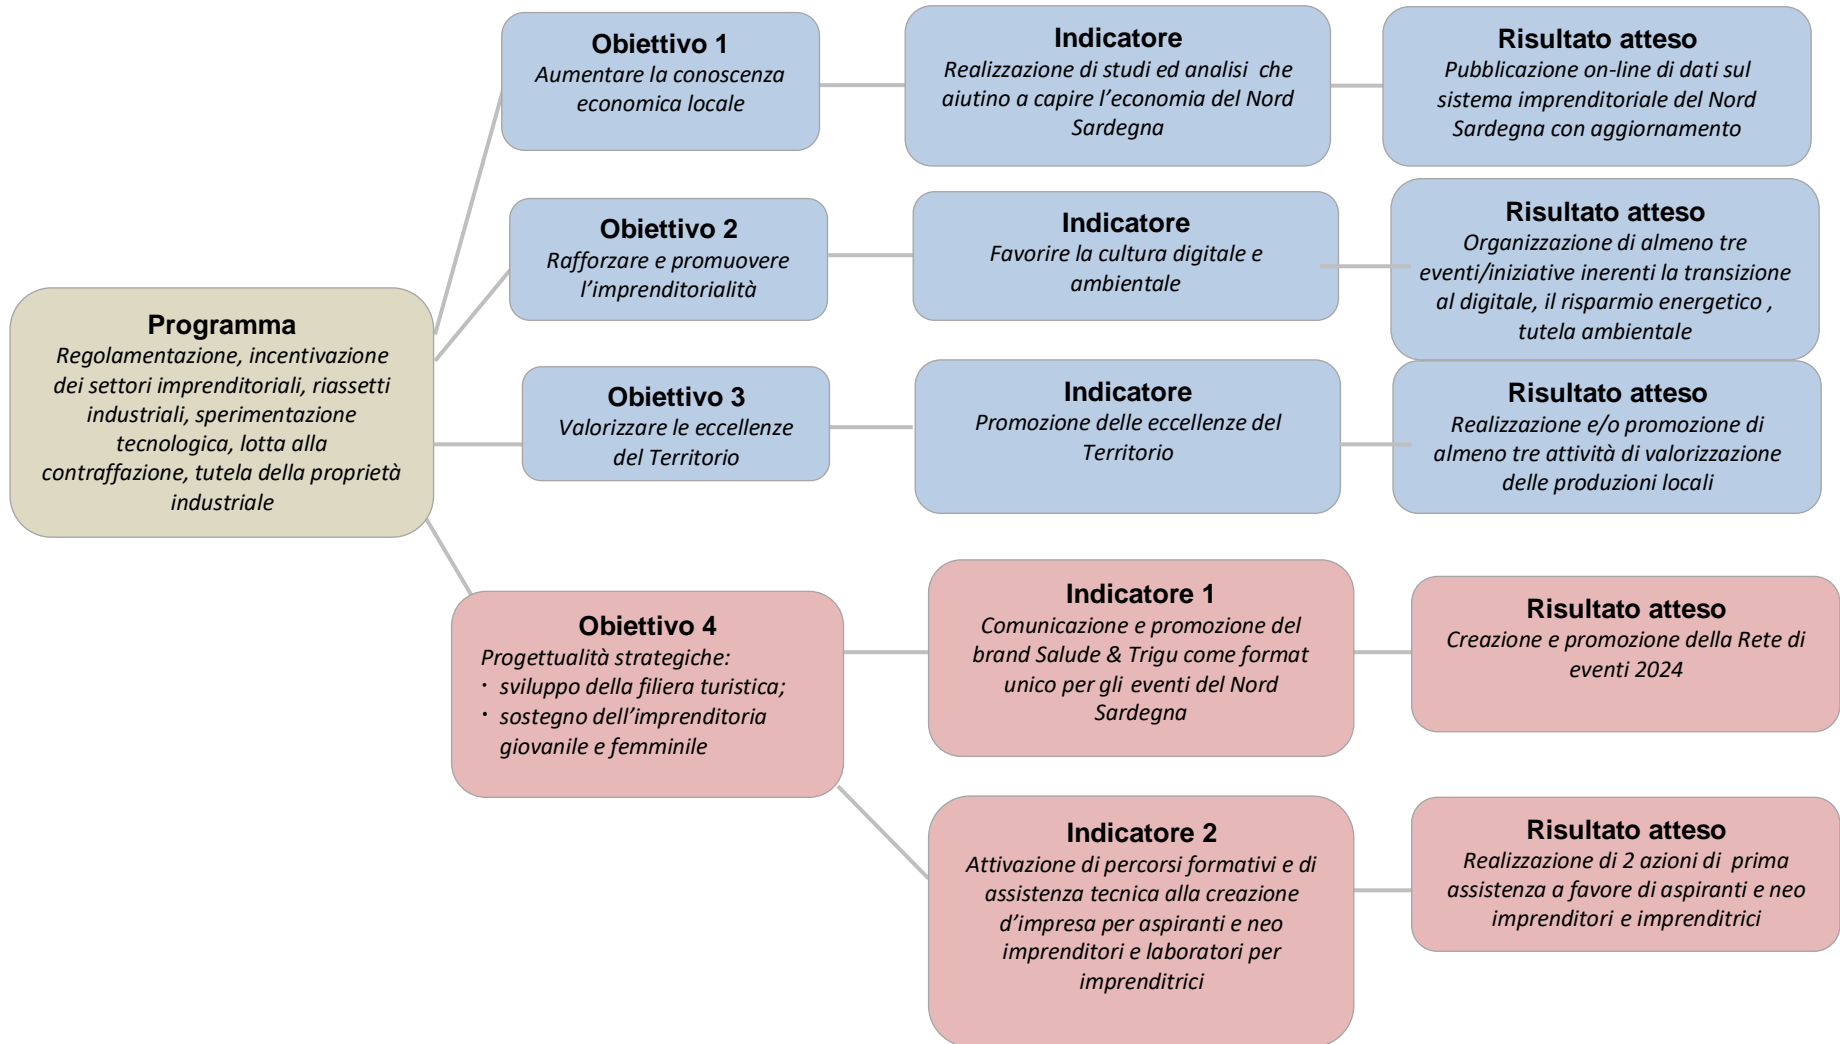 Programma
Regolamentazione, incentivazione
dei settori imprenditoriali, riassetti
industriali, sperimentazione
tecnologica, lotta alla
contraffazione, tutela della proprietà
industriale
Obiettivo 1
Aumentare la conoscenza
economica locale
Indicatore
Realizzazione di studi ed analisi che
aiutino a capire l’economia del Nord
Sardegna
Risultato atteso
Pubblicazione on-line di dati sul
sistema imprenditoriale del Nord
Sardegna con aggiornamento
Obiettivo 2
Rafforzare e promuovere
l’imprenditorialità
Indicatore
Favorire la cultura digitale e
ambientale
Risultato atteso
Organizzazione di almeno tre
eventi/iniziative inerenti la transizione
al digitale, il risparmio energetico ,
tutela ambientale
Obiettivo 3
Valorizzare le eccellenze
del Territorio
Indicatore
Promozione delle eccellenze del
Territorio
Risultato atteso
Realizzazione e/o promozione di
almeno tre attività di valorizzazione
delle produzioni locali
Obiettivo 4
Progettualità strategiche:
· sviluppo della filiera turistica;
· sostegno dell’imprenditoria
giovanile e femminile
Indicatore 1
Comunicazione e promozione del
brand Salude & Trigu come format
unico per gli eventi del Nord
Sardegna
Risultato atteso
Creazione e promozione della Rete di
eventi 2024
Indicatore 2
Attivazione di percorsi formativi e di
assistenza tecnica alla creazione
d’impresa per aspiranti e neo
imprenditori e laboratori per
imprenditrici
Risultato atteso
Realizzazione di 2 azioni di prima
assistenza a favore di aspiranti e neo
imprenditori e imprenditrici